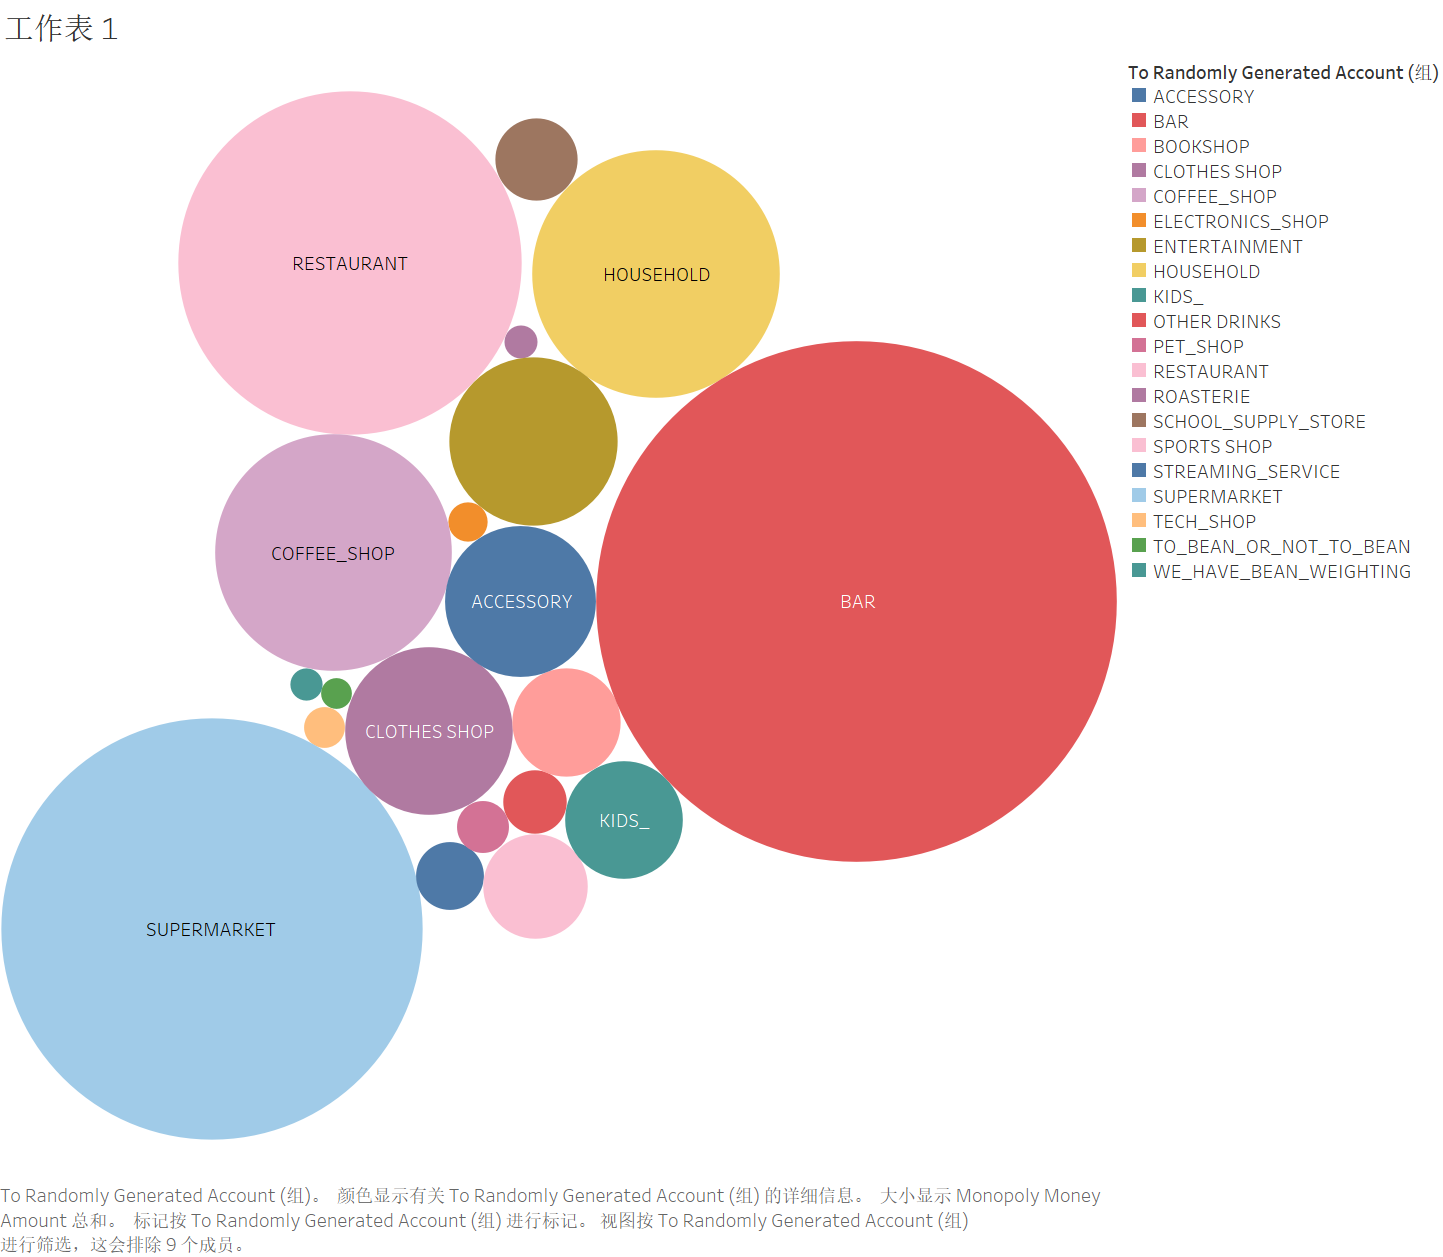 工作表 1
To Randomly Generated Account (组)
ACCESSORY
BAR
BOOKSHOP
CLOTHES SHOP
COFFEE_SHOP
ELECTRONICS_SHOP
ENTERTAINMENT
HOUSEHOLD
KIDS_
OTHER DRINKS
PET_SHOP
RESTAURANT
ROASTERIE
SCHOOL_SUPPLY_STORE
SPORTS SHOP
STREAMING_SERVICE
SUPERMARKET
TECH_SHOP
TO_BEAN_OR_NOT_TO_BEAN
WE_HAVE_BEAN_WEIGHTING
RESTAURANT
HOUSEHOLD
COFFEE_SHOP
ACCESSORY
BAR
CLOTHES SHOP
KIDS_
SUPERMARKET
To Randomly Generated Account (组)。 颜色显示有关 To Randomly Generated Account (组) 的详细信息。 大小显示 Monopoly Money
Amount 总和。 标记按 To Randomly Generated Account (组) 进行标记。 视图按 To Randomly Generated Account (组)
进行筛选，这会排除 9 个成员。